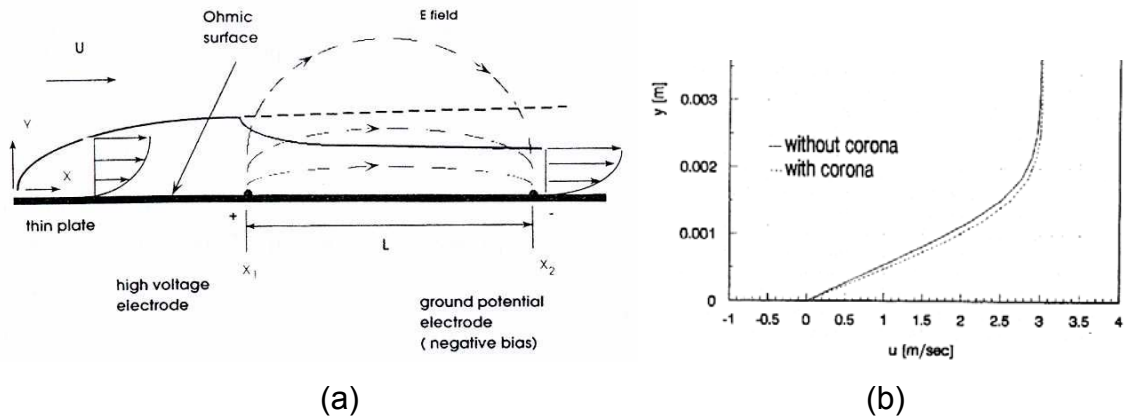 Ohmic
surface
E field
U
Y
X
thin plate
+
-
L
X1
X2
high voltage
electrode
ground potential
electrode
( negative bias)
(a)
y [m]
0.003
0.002
0.001
0
— without corona
---- with corona
-1 -0.5 0 0.5 1 1.5 2 2.5 3 3.5 4
u [m/sec]
(b)